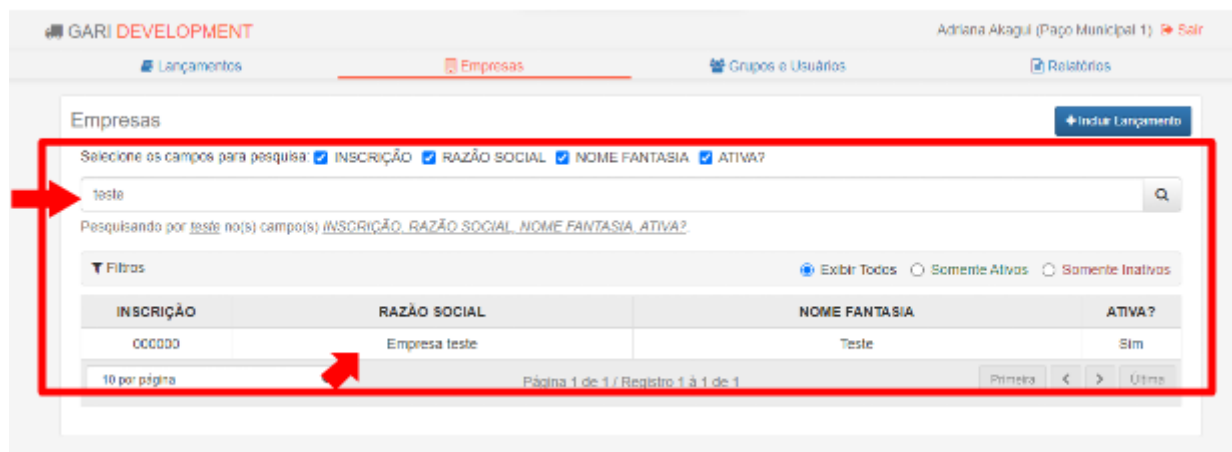 GARI DEVELOPMENT Adriana Akagui (Paço Municipal 1) Sair
Lançamentos Empresas Grupos e Usuários Relatórios
Empresas Incluir Lançamento
Selecione os campos para pesquisa: INSCRIÇÃO RAZÃO SOCIAL NOME FANTASIA ATIVA?
teste
Pesquisando por teste no(s) campo(s) INSCRIÇÃO, RAZÃO SOCIAL, NOME FANTASIA, ATIVA?.
Filtros Exibir Todos Somente Ativos Somente Inativos
INSCRIÇÃO RAZÃO SOCIAL NOME FANTASIA ATIVA?
000000 Empresa teste Teste Sim
10 por página Página 1 de 1 / Registro 1 à 1 de 1 Primeira < > Última